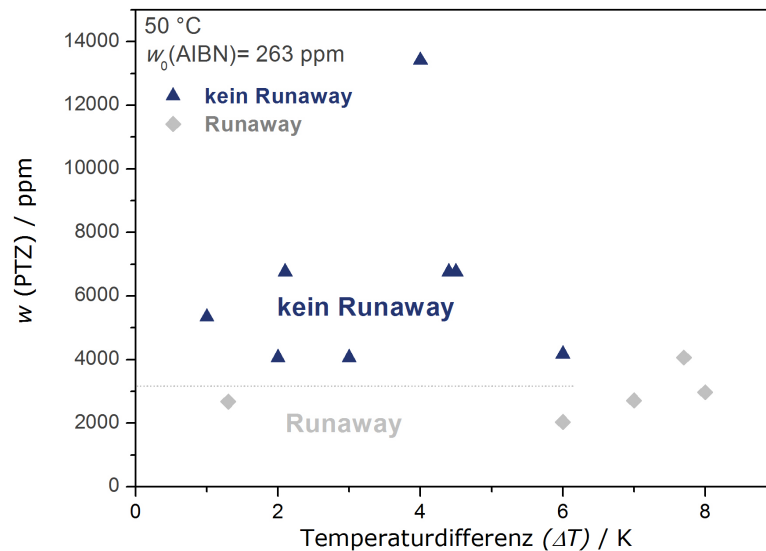 50 °C
w₀(AIBN)= 263 ppm
kein Runaway
Runaway
14000
12000
10000
8000
6000
4000
2000
0
w (PTZ) / ppm
kein Runaway
Runaway
0 2 4 6 8
Temperaturdifferenz (ΔT) / K